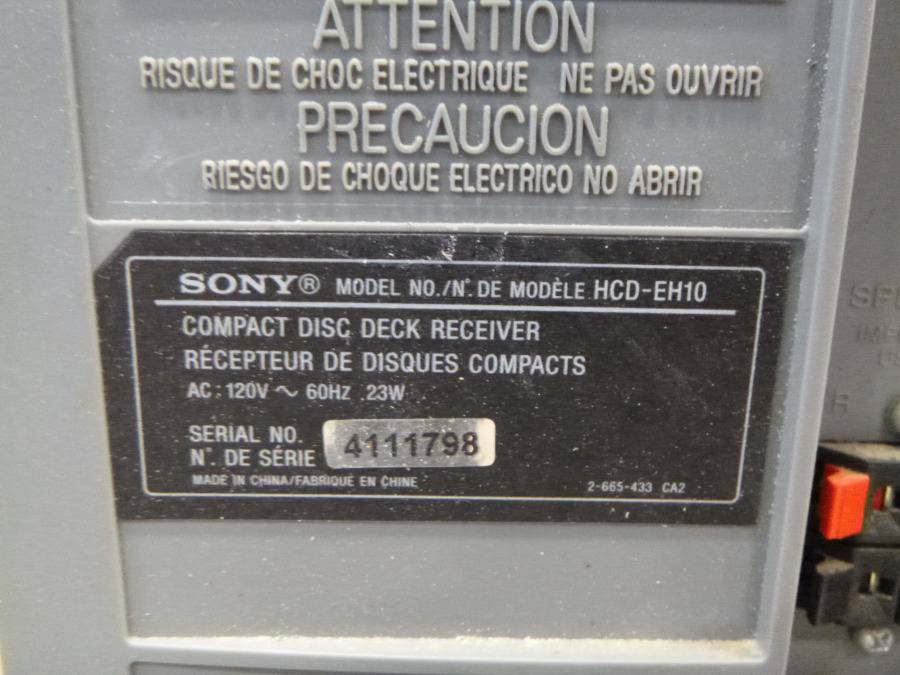 ATTENTION
RISQUE DE CHOC ELECTRIQUE NE PAS OUVRIR
PRECAUCION
RIESGO DE CHOQUE ELECTRICO NO ABRIR
SONY® MODEL NO./N° DE MODÈLE HCD-EH10
COMPACT DISC DECK RECEIVER
RÉCEPTEUR DE DISQUES COMPACTS
AC : 120V ~ 60HZ 23W
SERIAL NO. 4111798
N° DE SÉRIE
MADE IN CHINA/FABRIQUÉ EN CHINE
2-665-433 CA2
R